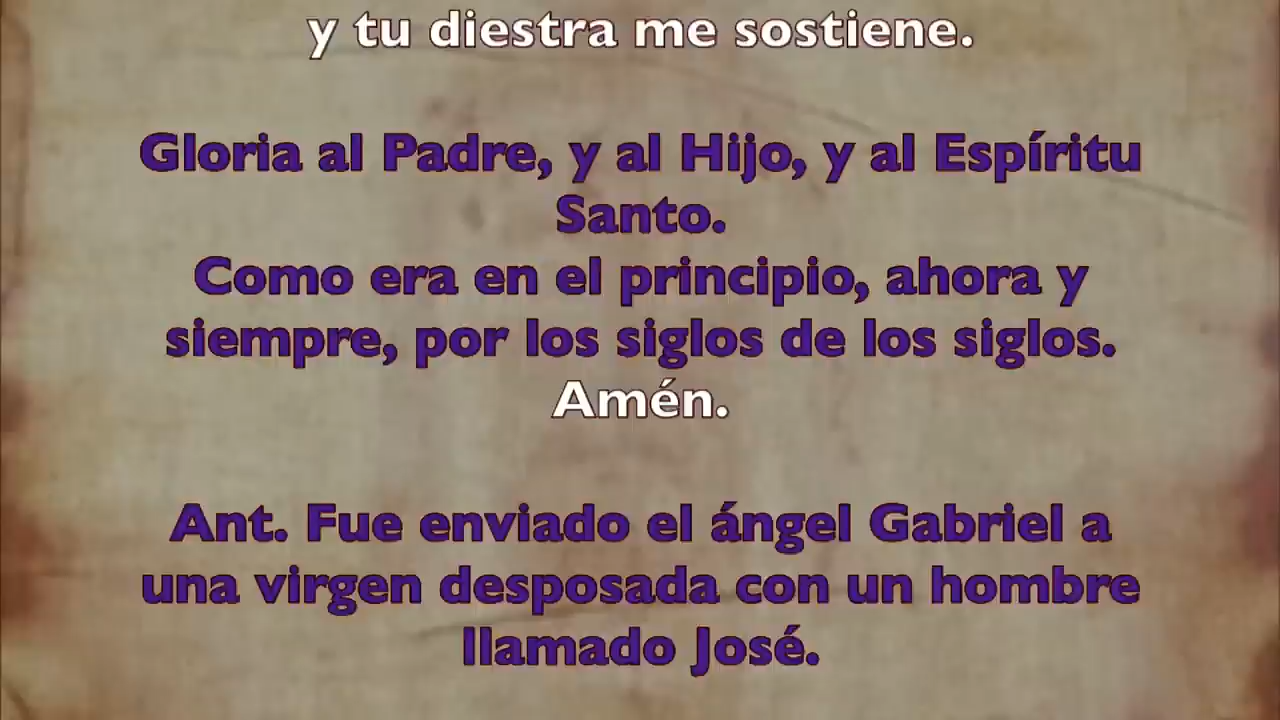 y tu diestra me sostiene.
Gloria al Padre, y al Hijo, y al Espíritu
Santo.
Como era en el principio, ahora y
siempre, por los siglos de los siglos.
Amén.
Ant. Fue enviado el ángel Gabriel a
una virgen desposada con un hombre
llamado José.